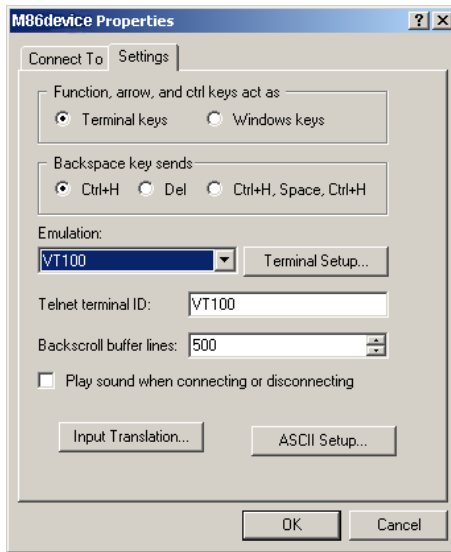 M86device Properties
Connect To Settings
Function, arrow, and ctrl keys act as
Terminal keys Windows keys
Backspace key sends
Ctrl+H Del Ctrl+H, Space, Ctrl+H
Emulation:
VT100 Terminal Setup...
Telnet terminal ID: VT100
Backscroll buffer lines: 500
Play sound when connecting or disconnecting
Input Translation... ASCII Setup...
OK Cancel